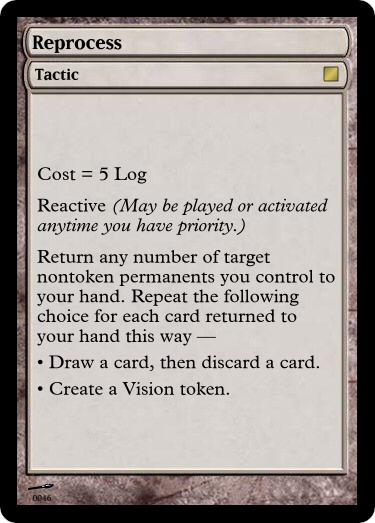 Reprocess
Tactic
Cost = 5 Log
Reactive (May be played or activated
anytime you have priority.)
Return any number of target
nontoken permanents you control to
your hand. Repeat the following
choice for each card returned to
your hand this way —
• Draw a card, then discard a card.
• Create a Vision token.
0046